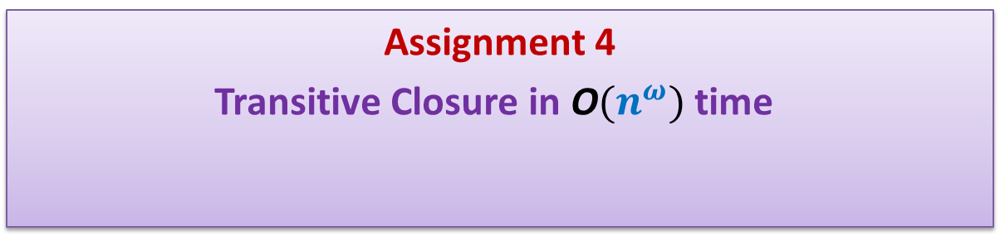 Assignment 4
Transitive Closure in O(n^ω) time